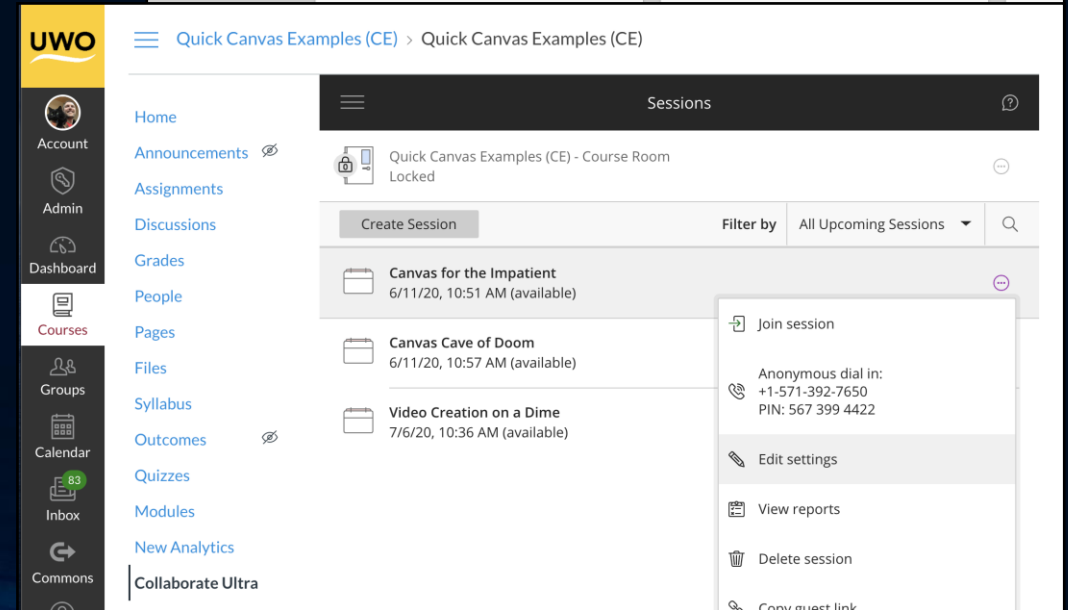 UWO
Quick Canvas Examples (CE) › Quick Canvas Examples (CE)
Account
Admin
Dashboard
Courses
Groups
Calendar
83
Inbox
Commons
Home
Announcements
Assignments
Discussions
Grades
People
Pages
Files
Syllabus
Outcomes
Quizzes
Modules
New Analytics
Collaborate Ultra
Sessions
Quick Canvas Examples (CE) - Course Room
Locked
Create Session
Filter by
All Upcoming Sessions
Canvas for the Impatient
6/11/20, 10:51 AM (available)
Canvas Cave of Doom
6/11/20, 10:57 AM (available)
Video Creation on a Dime
7/6/20, 10:36 AM (available)
Join session
Anonymous dial in:
+1-571-392-7650
PIN: 567 399 4422
Edit settings
View reports
Delete session
Copy guest link